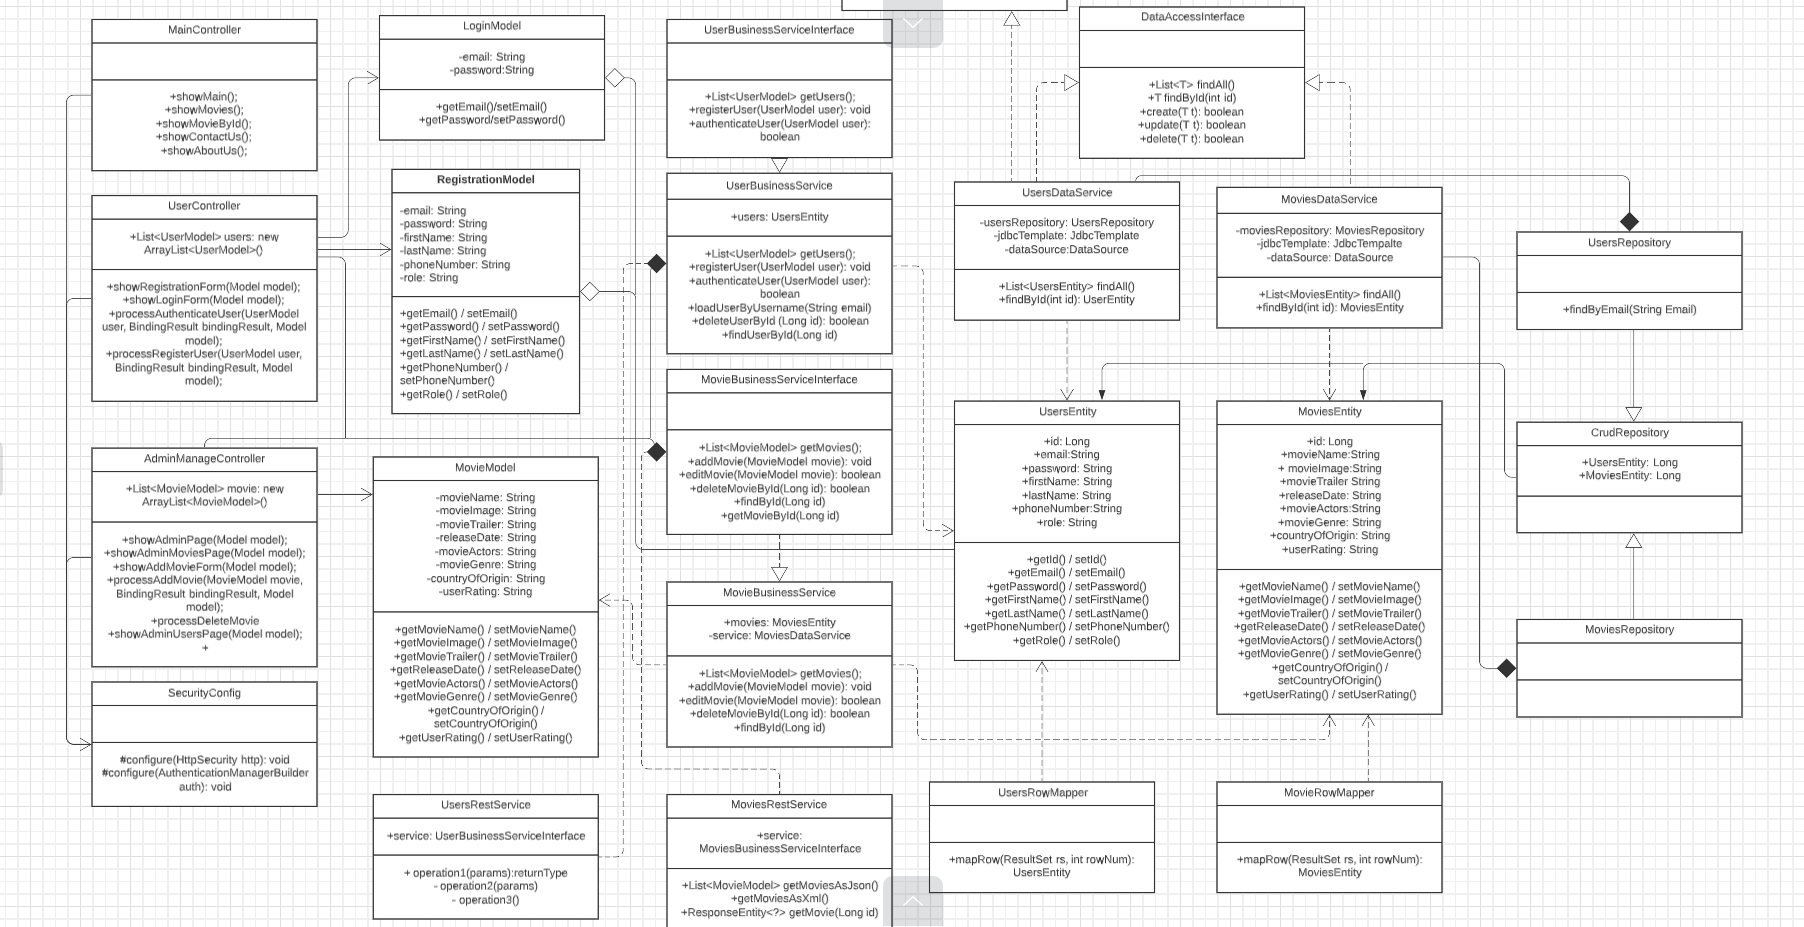 MainController
+showMain();
+showMovies();
+showMovieById();
+showContactUs();
+showAboutUs();
UserController
+List<UserModel> users: new
ArrayList<UserModel>()
+showRegistrationForm(Model model);
+showLoginForm(Model model);
+processAuthenticateUser(UserModel
user, BindingResult bindingResult, Model
model);
+processRegisterUser(UserModel user,
BindingResult bindingResult, Model
model);
AdminManageController
+List<MovieModel> movie: new
ArrayList<MovieModel>()
+showAdminPage(Model model);
+showAdminMoviesPage(Model model);
+showAddMovieForm(Model model);
+processAddMovie(MovieModel movie,
BindingResult bindingResult, Model
model);
+processDeleteMovie
+showAdminUsersPage(Model model);
+
SecurityConfig
#configure(HttpSecurity http): void
#configure(AuthenticationManagerBuilder
auth): void
LoginModel
-email: String
-password:String
+getEmail()/setEmail()
+getPassword/setPassword()
RegistrationModel
-email: String
-password: String
-firstName: String
-lastName: String
-phoneNumber: String
-role: String
+getEmail() / setEmail()
+getPassword() / setPassword()
+getFirstName() / setFirstName()
+getLastName() / setLastName()
+getPhoneNumber() /
setPhoneNumber()
+getRole() / setRole()
MovieModel
-movieName: String
-movieImage: String
-movieTrailer: String
-releaseDate: String
-movieActors: String
-movieGenre: String
-countryOfOrigin: String
-userRating: String
+getMovieName() / setMovieName()
+getMovieImage() / setMovieImage()
+getMovieTrailer() / setMovieTrailer()
+getReleaseDate() / setReleaseDate()
+getMovieActors() / setMovieActors()
+getMovieGenre() / setMovieGenre()
+getCountryOfOrigin() /
setCountryOfOrigin()
+getUserRating() / setUserRating()
UsersRestService
+service: UserBusinessServiceInterface
+ operation1(params):returnType
- operation2(params)
- operation3()
UserBusinessServiceInterface
+List<UserModel> getUsers();
+registerUser(UserModel user): void
+authenticateUser(UserModel user):
boolean
UserBusinessService
+users: UsersEntity
+List<UserModel> getUsers();
+registerUser(UserModel user): void
+authenticateUser(UserModel user):
boolean
+loadUserByUsername(String email)
+deleteUserById (Long id): boolean
+findUserById(Long id)
MovieBusinessServiceInterface
+List<MovieModel> getMovies();
+addMovie(MovieModel movie): void
+editMovie(MovieModel movie): boolean
+deleteMovieById(Long id): boolean
+findById(Long id)
+getMovieById(Long id)
MovieBusinessService
+movies: MoviesEntity
-service: MoviesDataService
+List<MovieModel> getMovies();
+addMovie(MovieModel movie): void
+editMovie(MovieModel movie): boolean
+deleteMovieById(Long id): boolean
+findById(Long id)
MoviesRestService
+service:
MoviesBusinessServiceInterface
+List<MovieModel> getMoviesAsJson()
+getMoviesAsXml()
+ResponseEntity<?> getMovie(Long id)
DataAccessInterface
+List<T> findAll()
+T findById(int id)
+create(T t): boolean
+update(T t): boolean
+delete(T t): boolean
UsersDataService
-usersRepository: UsersRepository
-jdbcTemplate: JdbcTemplate
-dataSource:DataSource
+List<UsersEntity> findAll()
+findById(int id): UserEntity
MoviesDataService
-moviesRepository: MoviesRepository
-jdbcTemplate: JdbcTempalte
-dataSource: DataSource
+List<MoviesEntity> findAll()
+findById(int id): MoviesEntity
UsersRepository
+findByEmail(String Email)
UsersEntity
+id: Long
+email:String
+password: String
+firstName: String
+lastName: String
+phoneNumber:String
+role: String
+getId() / setId()
+getEmail() / setEmail()
+getPassword() / setPassword()
+getFirstName() / setFirstName()
+getLastName() / setLastName()
+getPhoneNumber() / setPhoneNumber()
+getRole() / setRole()
MoviesEntity
+id: Long
+movieName:String
+ movieImage:String
+movieTrailer String
+releaseDate: String
+movieActors:String
+movieGenre: String
+countryOfOrigin: String
+userRating: String
+getMovieName() / setMovieName()
+getMovieImage() / setMovieImage()
+getMovieTrailer() / setMovieTrailer()
+getReleaseDate() / setReleaseDate()
+getMovieActors() / setMovieActors()
+getMovieGenre() / setMovieGenre()
+getCountryOfOrigin() /
setCountryOfOrigin()
+getUserRating() / setUserRating()
CrudRepository
+UsersEntity: Long
+MoviesEntity: Long
MoviesRepository
UsersRowMapper
+mapRow(ResultSet rs, int rowNum):
UsersEntity
MovieRowMapper
+mapRow(ResultSet rs, int rowNum):
MoviesEntity